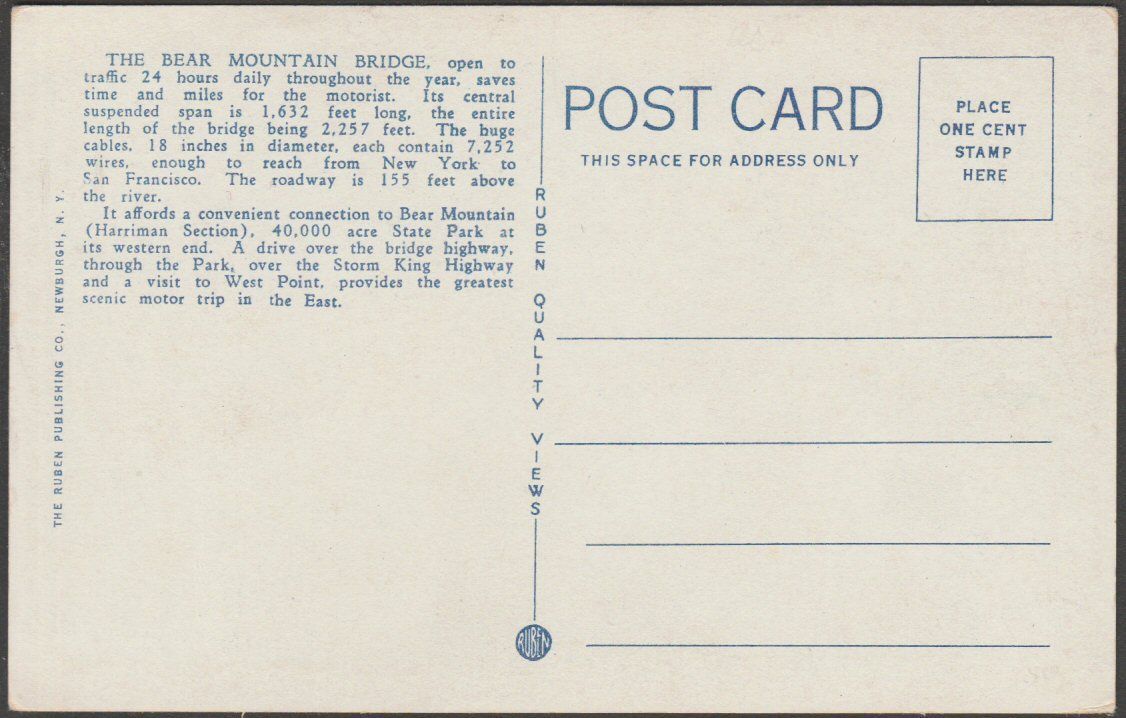 THE BEAR MOUNTAIN BRIDGE, open to
traffic 24 hours daily throughout the year, saves
time and miles for the motorist. Its central
suspended span is 1,632 feet long, the entire
length of the bridge being 2,257 feet. The huge
cables, 18 inches in diameter, each contain 7,252
wires, enough to reach from New York to
San Francisco. The roadway is 155 feet above
the river.
It affords a convenient connection to Bear Mountain
(Harriman Section), 40,000 acre State Park at
its western end. A drive over the bridge highway,
through the Park, over the Storm King Highway
and a visit to West Point, provides the greatest
scenic motor trip in the East.
THE RUBEN PUBLISHING CO., NEWBURGH, N. Y.
RUBEN QUALITY VIEWS
RUBEN
POST CARD
THIS SPACE FOR ADDRESS ONLY
PLACE
ONE CENT
STAMP
HERE